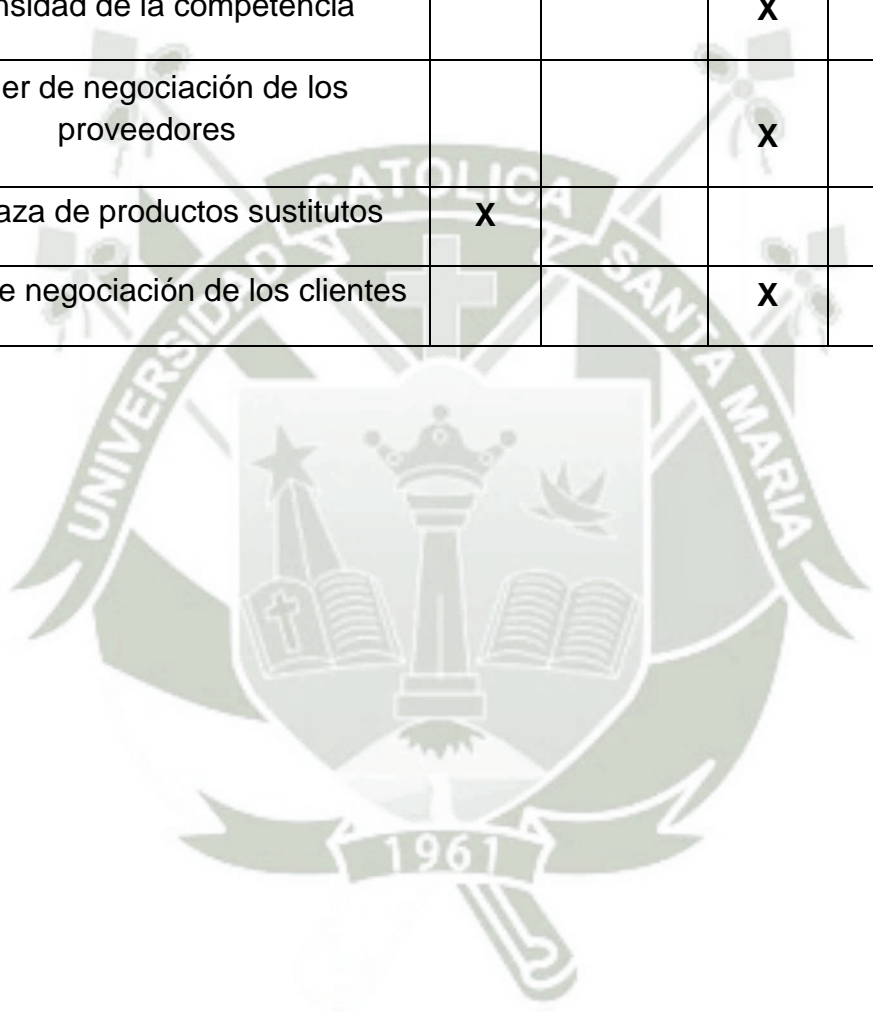 nsidad de la competencia X
er de negociación de los
proveedores X
aza de productos sustitutos X
e negociación de los clientes X
UNIVERSIDAD CATOLICA SANTA MARIA
1961